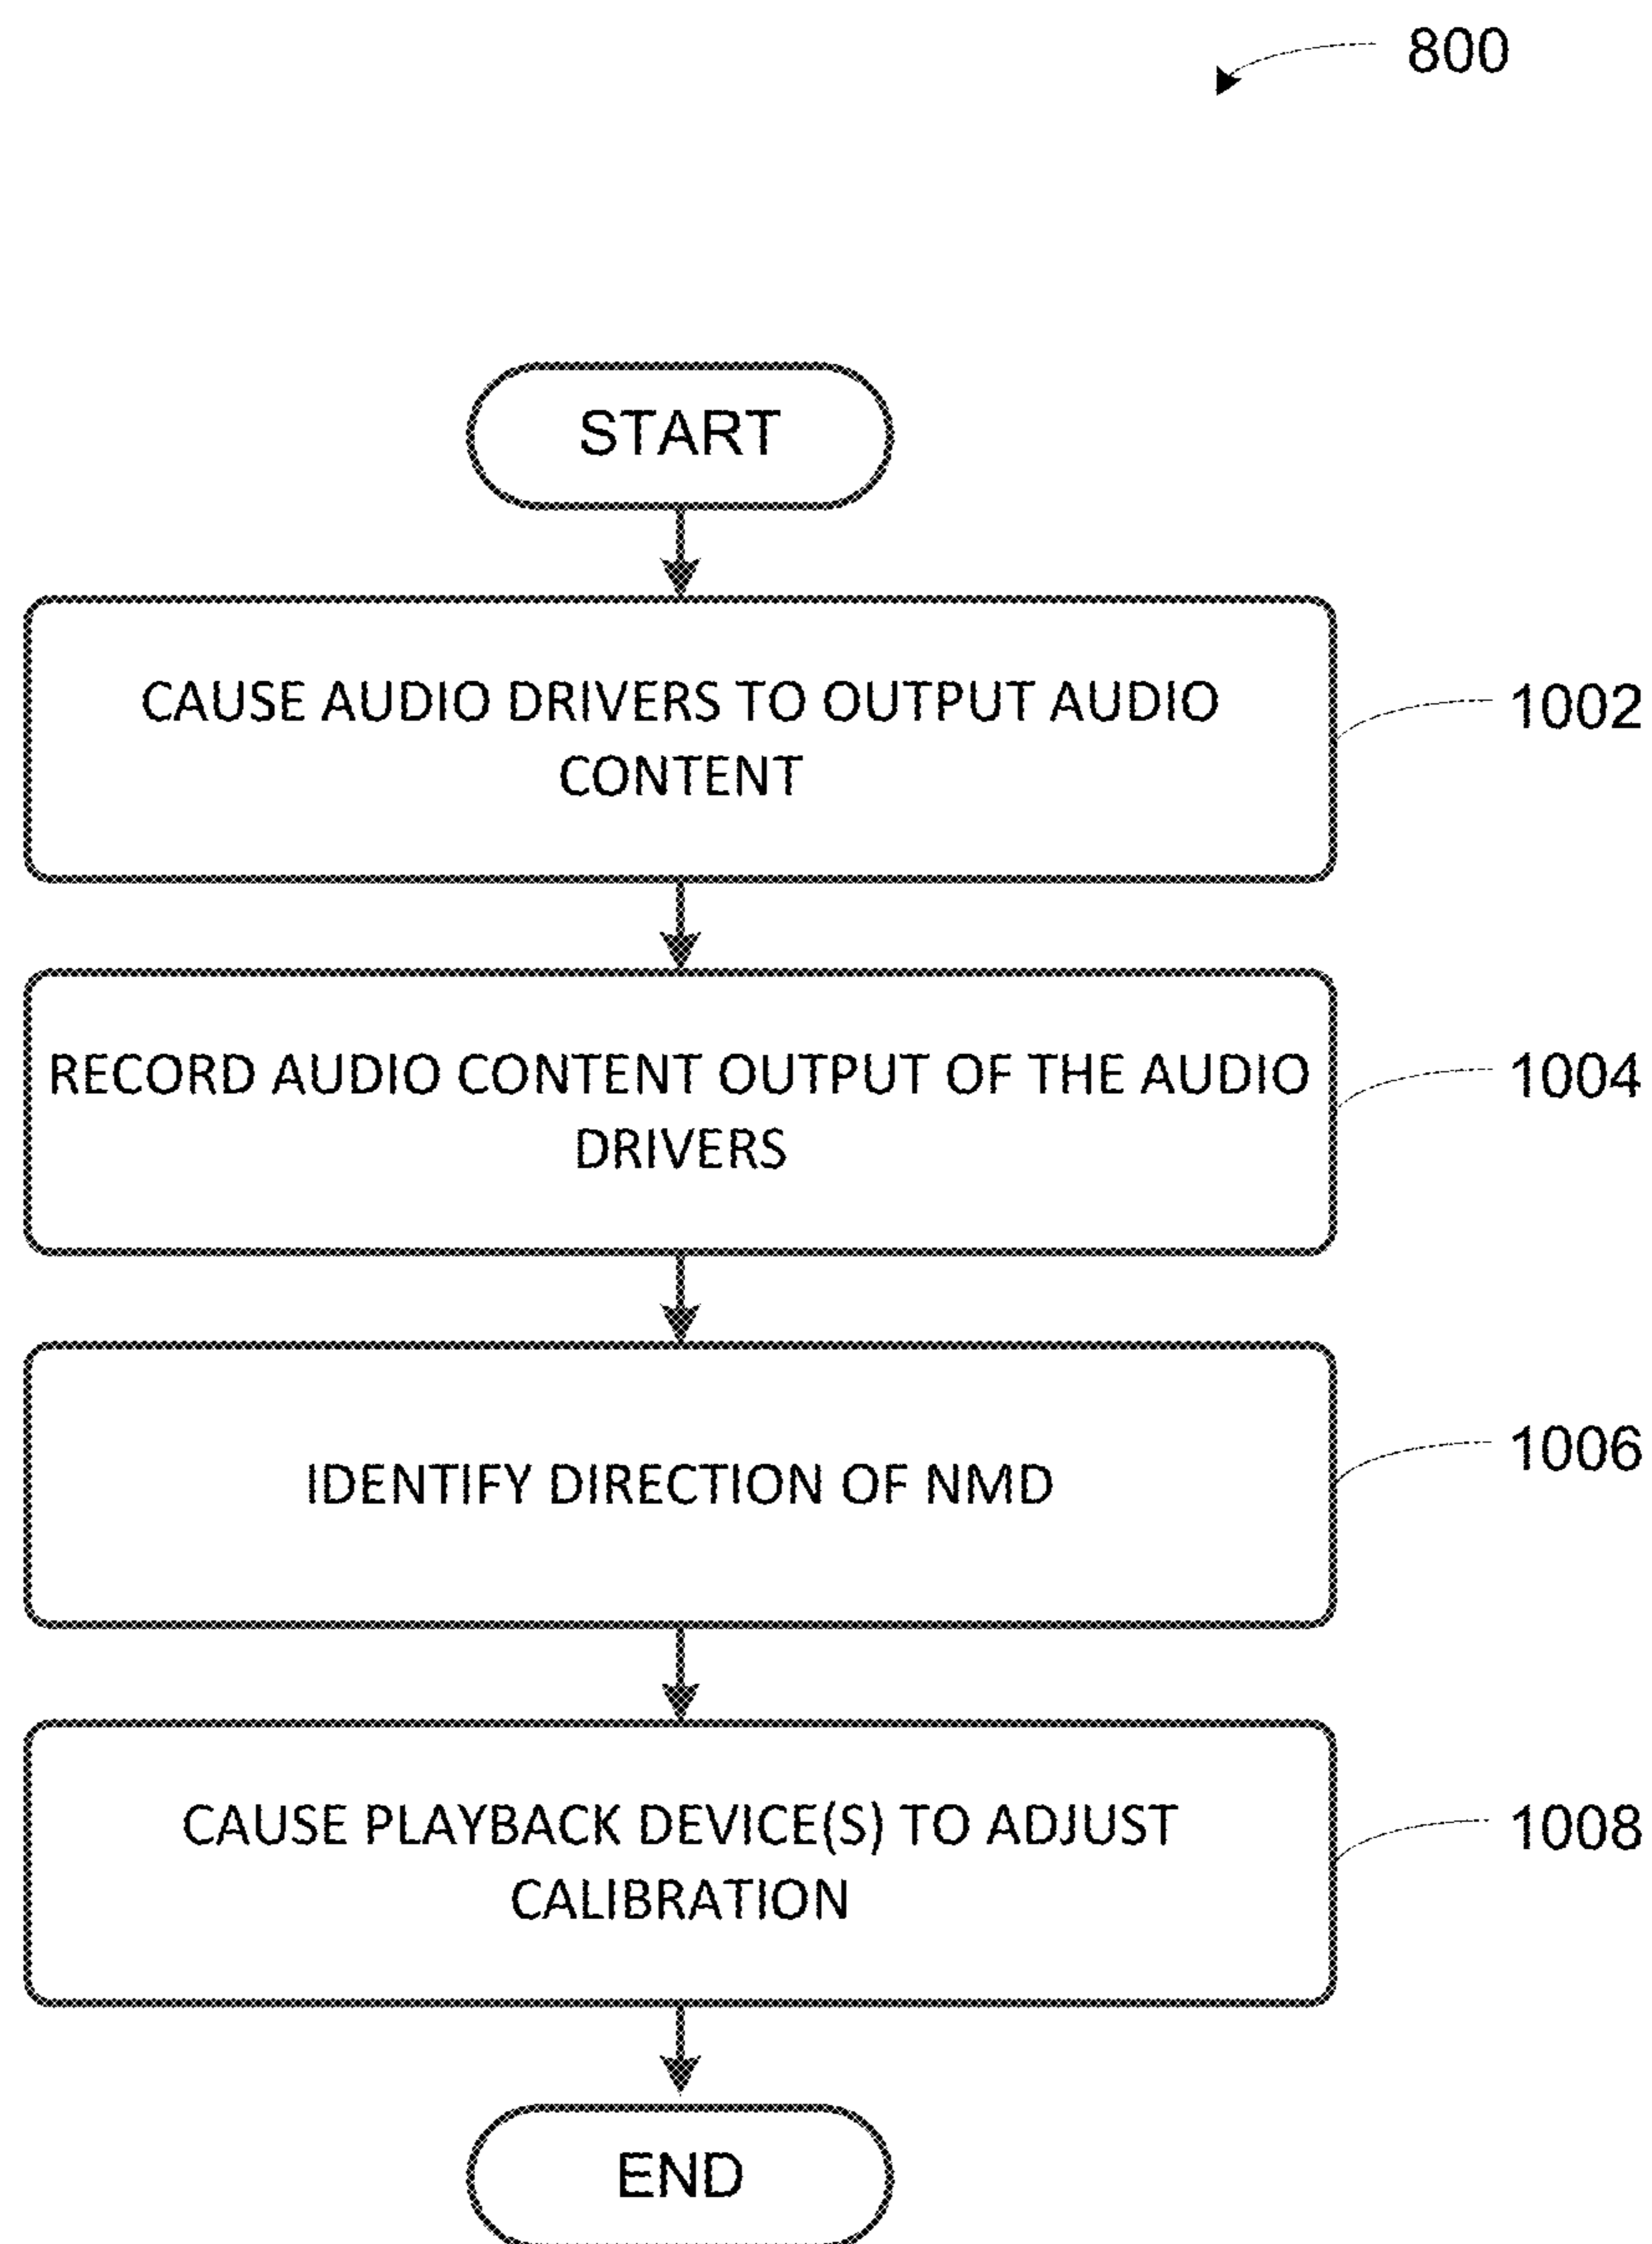 800
START
CAUSE AUDIO DRIVERS TO OUTPUT AUDIO
CONTENT
1002
RECORD AUDIO CONTENT OUTPUT OF THE AUDIO
DRIVERS
1004
IDENTIFY DIRECTION OF NMD
1006
CAUSE PLAYBACK DEVICE(S) TO ADJUST
CALIBRATION
1008
END